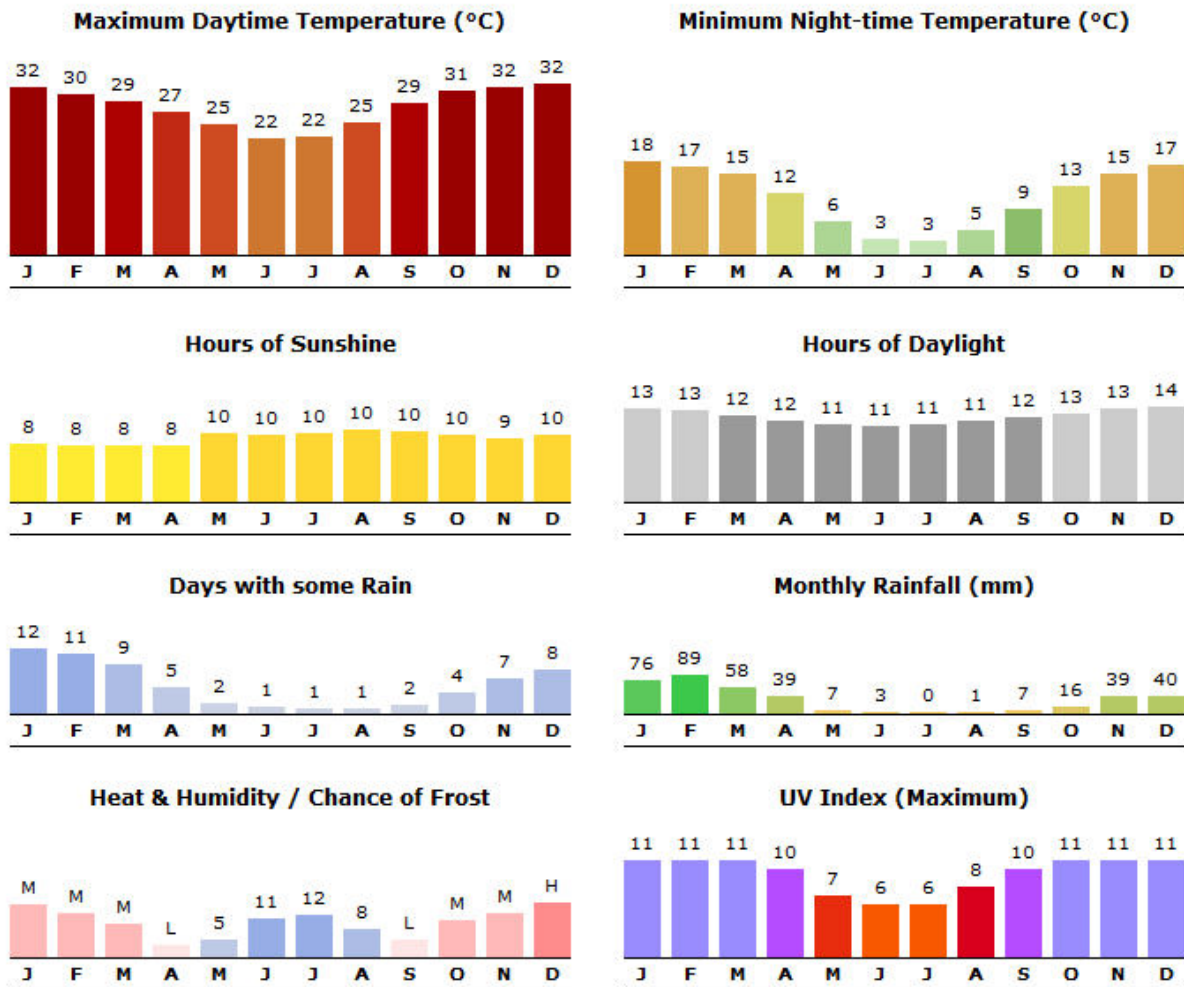 Maximum Daytime Temperature (°C)
32 30 29 27 25 22 22 25 29 31 32 32
J F M A M J J A S O N D
Minimum Night-time Temperature (°C)
18 17 15 12 6 3 3 5 9 13 15 17
J F M A M J J A S O N D
Hours of Sunshine
8 8 8 8 10 10 10 10 10 10 9 10
J F M A M J J A S O N D
Hours of Daylight
13 13 12 12 11 11 11 11 12 13 13 14
J F M A M J J A S O N D
Days with some Rain
12 11 9 5 2 1 1 1 2 4 7 8
J F M A M J J A S O N D
Monthly Rainfall (mm)
76 89 58 39 7 3 0 1 7 16 39 40
J F M A M J J A S O N D
Heat & Humidity / Chance of Frost
M M M L 5 11 12 8 L M M H
J F M A M J J A S O N D
UV Index (Maximum)
11 11 11 10 7 6 6 8 10 11 11 11
J F M A M J J A S O N D